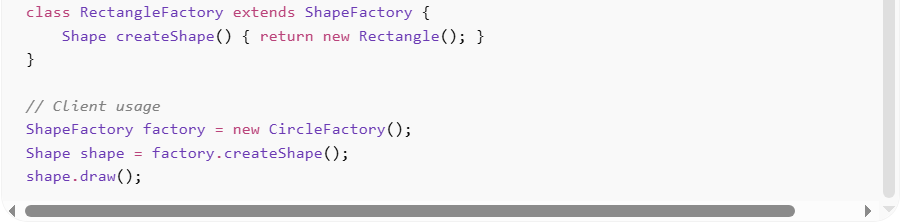 class RectangleFactory extends ShapeFactory {
    Shape createShape() { return new Rectangle(); }
}

// Client usage
ShapeFactory factory = new CircleFactory();
Shape shape = factory.createShape();
shape.draw();